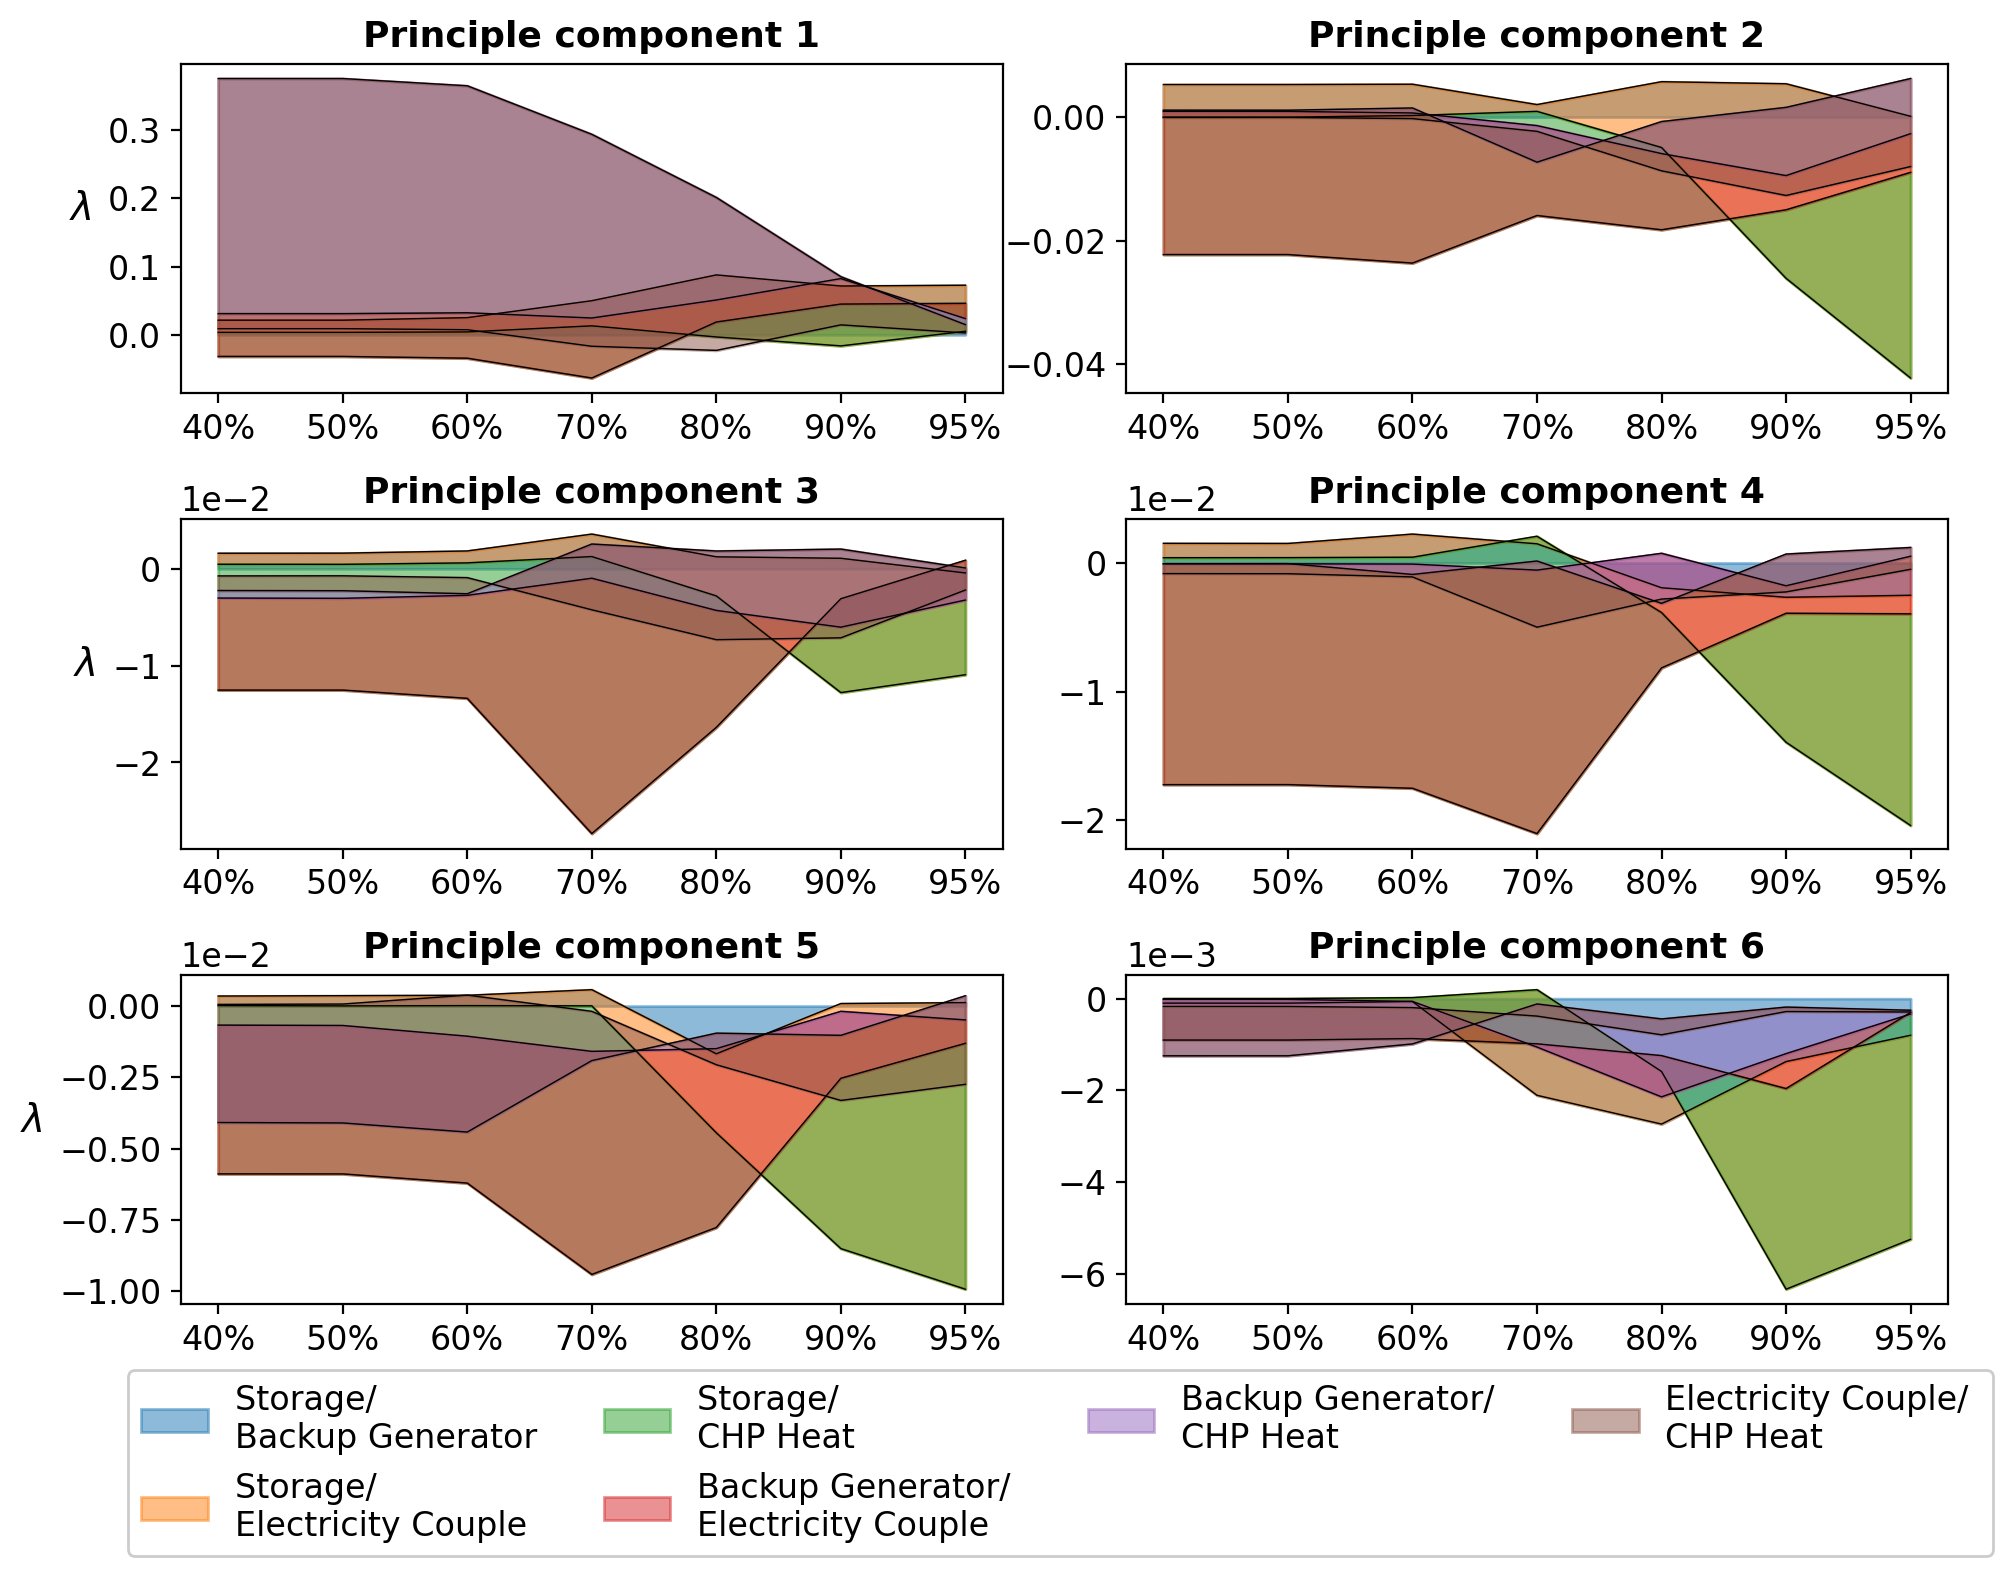 Principle component 1
Principle component 2
λ
0.3
0.2
0.1
0.0
0.00
−0.02
−0.04
40% 50% 60% 70% 80% 90% 95%
40% 50% 60% 70% 80% 90% 95%
1e−2
Principle component 3
1e−2
Principle component 4
λ
0
−1
−2
0
−1
−2
40% 50% 60% 70% 80% 90% 95%
40% 50% 60% 70% 80% 90% 95%
1e−2
Principle component 5
1e−3
Principle component 6
λ
0.00
−0.25
−0.50
−0.75
−1.00
0
−2
−4
−6
40% 50% 60% 70% 80% 90% 95%
40% 50% 60% 70% 80% 90% 95%
Storage/
Backup Generator
Storage/
Electricity Couple
Storage/
CHP Heat
Backup Generator/
Electricity Couple
Backup Generator/
CHP Heat
Electricity Couple/
CHP Heat